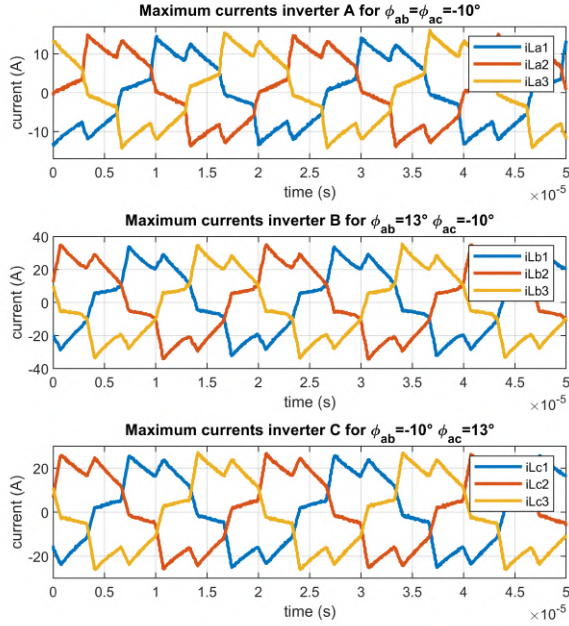 Maximum currents inverter A for ϕab=ϕac=-10°
current (A)
10
0
-10
iLa1
iLa2
iLa3
0 0.5 1 1.5 2 2.5 3 3.5 4 4.5 5
time (s)
×10-5
Maximum currents inverter B for ϕab=13° ϕac=-10°
current (A)
40
20
0
-20
-40
iLb1
iLb2
iLb3
0 0.5 1 1.5 2 2.5 3 3.5 4 4.5 5
time (s)
×10-5
Maximum currents inverter C for ϕab=-10° ϕac=13°
current (A)
20
0
-20
iLc1
iLc2
iLc3
0 0.5 1 1.5 2 2.5 3 3.5 4 4.5 5
time (s)
×10-5